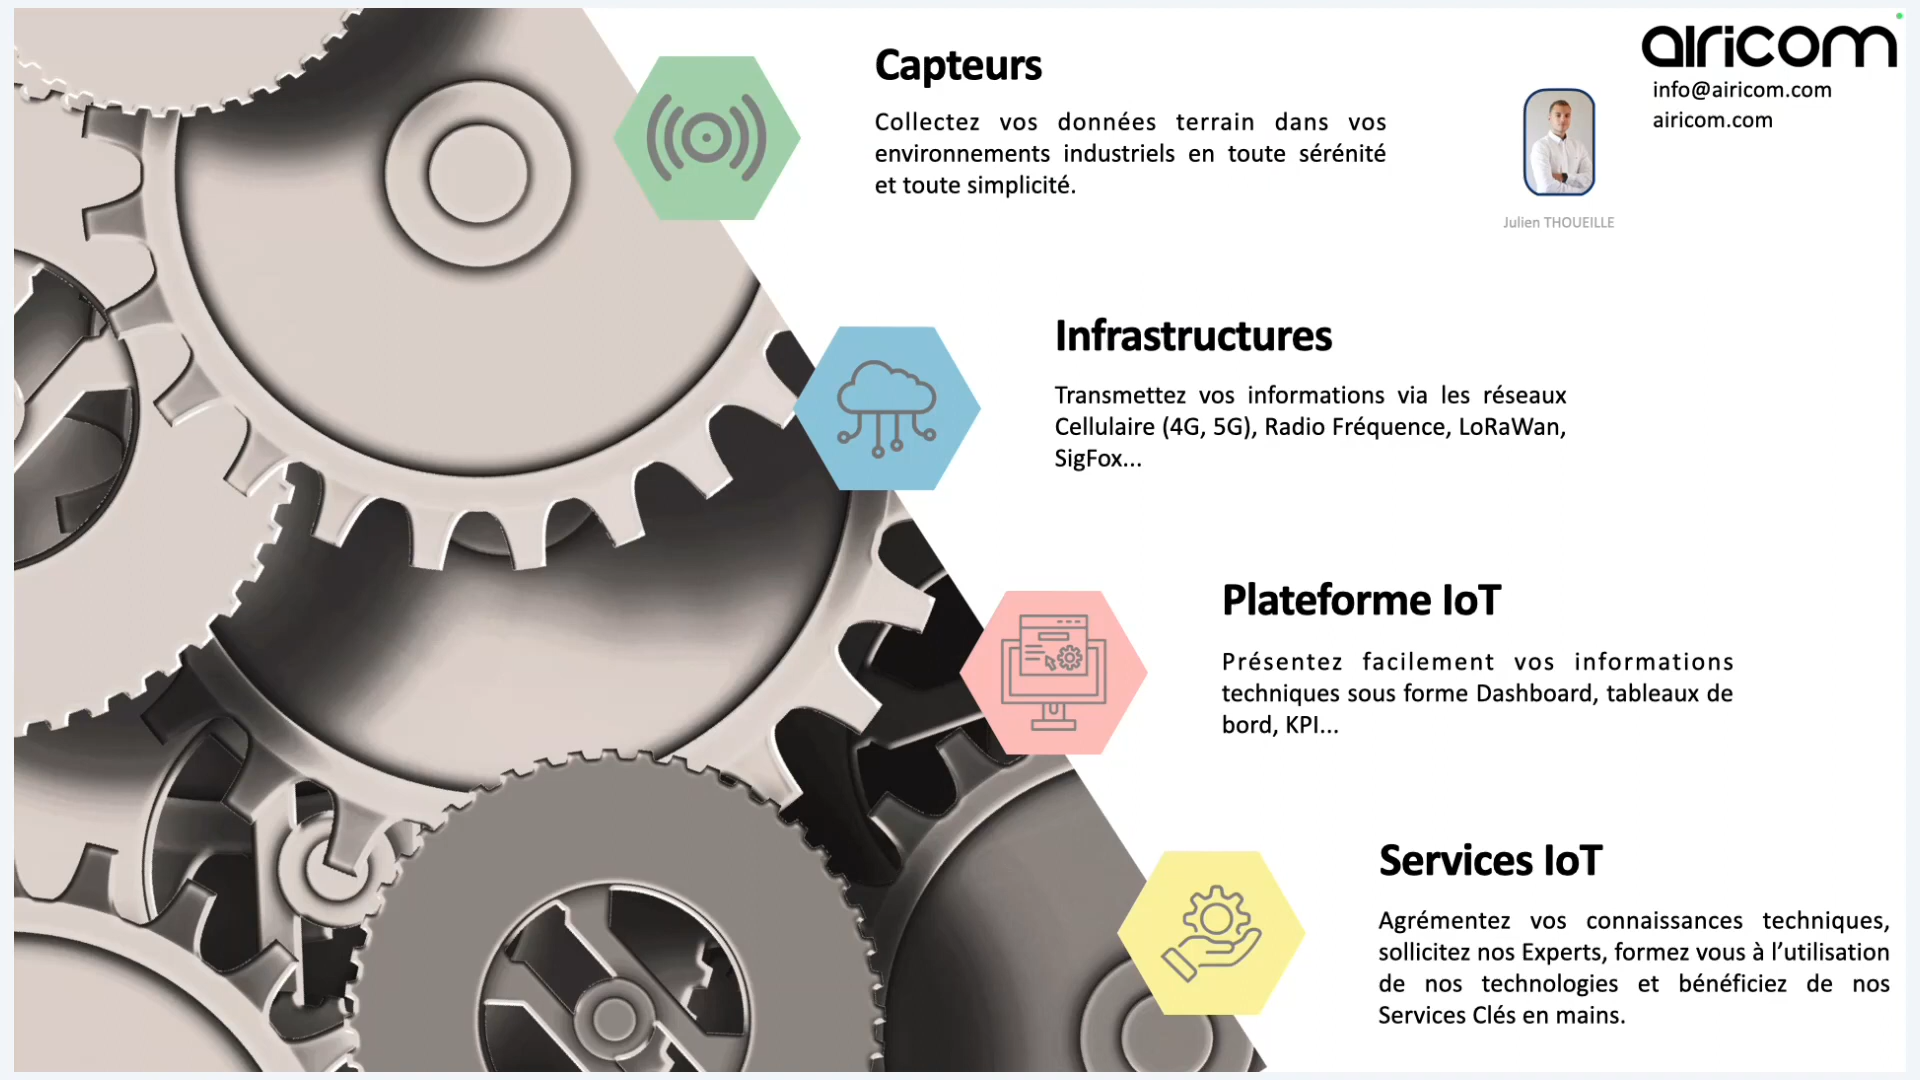 airicom
info@airicom.com
airicom.com
Julien THOUEILLE
Capteurs
Collectez vos données terrain dans vos
environnements industriels en toute sérénité
et toute simplicité.
Infrastructures
Transmettez vos informations via les réseaux
Cellulaire (4G, 5G), Radio Fréquence, LoRaWan,
SigFox...
Plateforme IoT
Présentez facilement vos informations
techniques sous forme Dashboard, tableaux de
bord, KPI...
Services IoT
Agrémentez vos connaissances techniques,
sollicitez nos Experts, formez vous à l’utilisation
de nos technologies et bénéficiez de nos
Services Clés en mains.